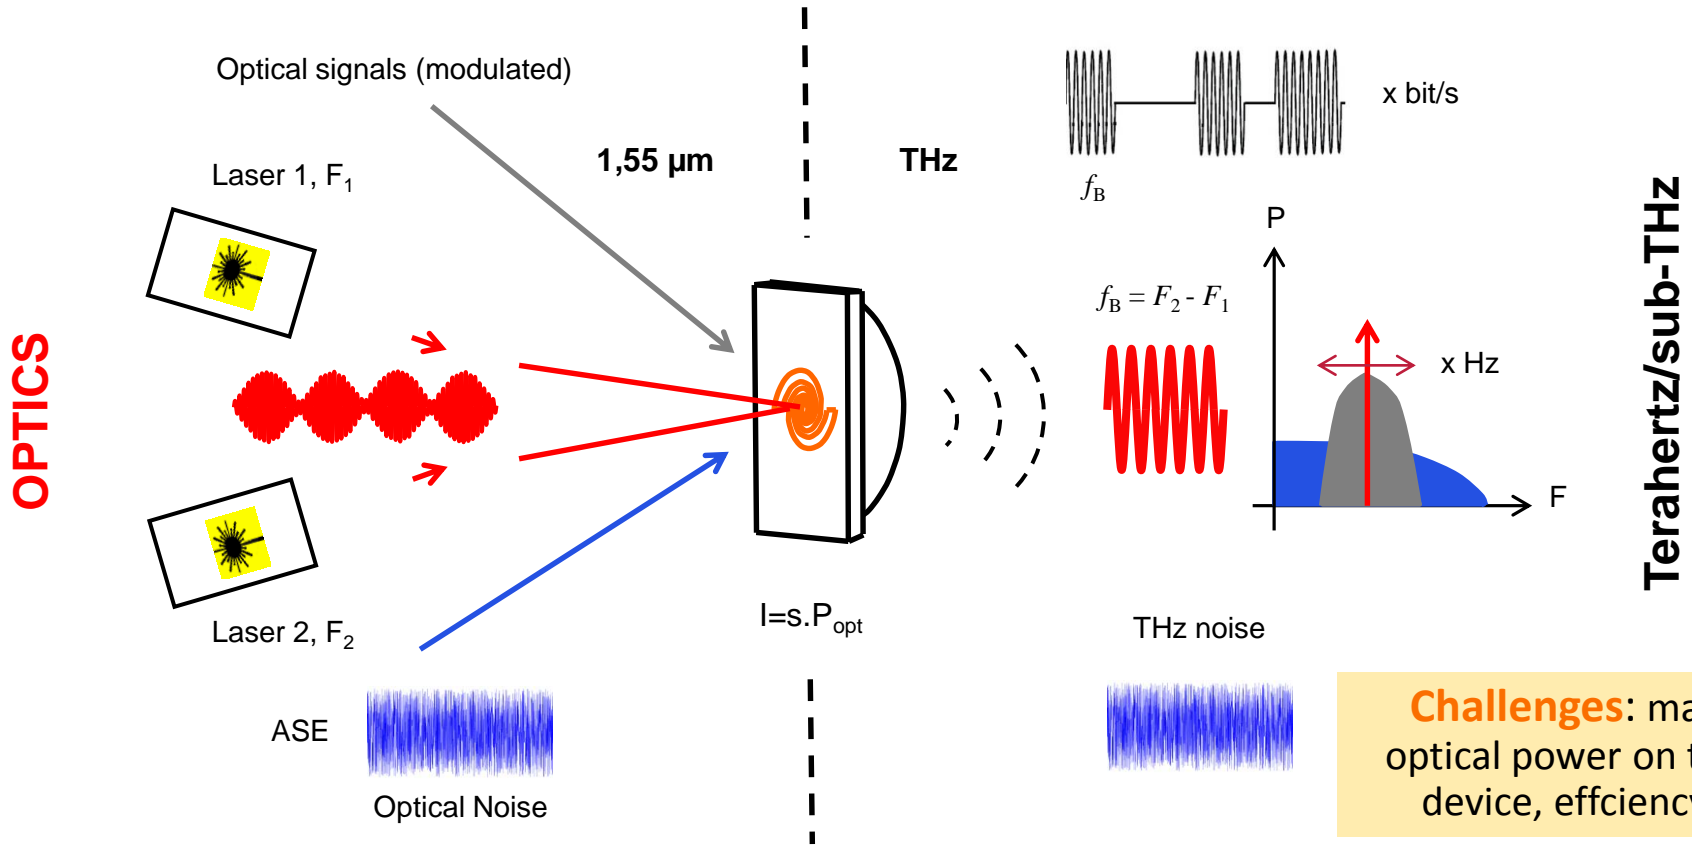 Optical signals (modulated)
x bit/s
1,55 µm
THz
Laser 1, F1
fB
P
fB = F2 - F1
x Hz
OPTICS
Terahertz/sub-THz
F
I=s.Popt
Laser 2, F2
THz noise
ASE
Optical Noise
Challenges:
optical power on
device, effciency